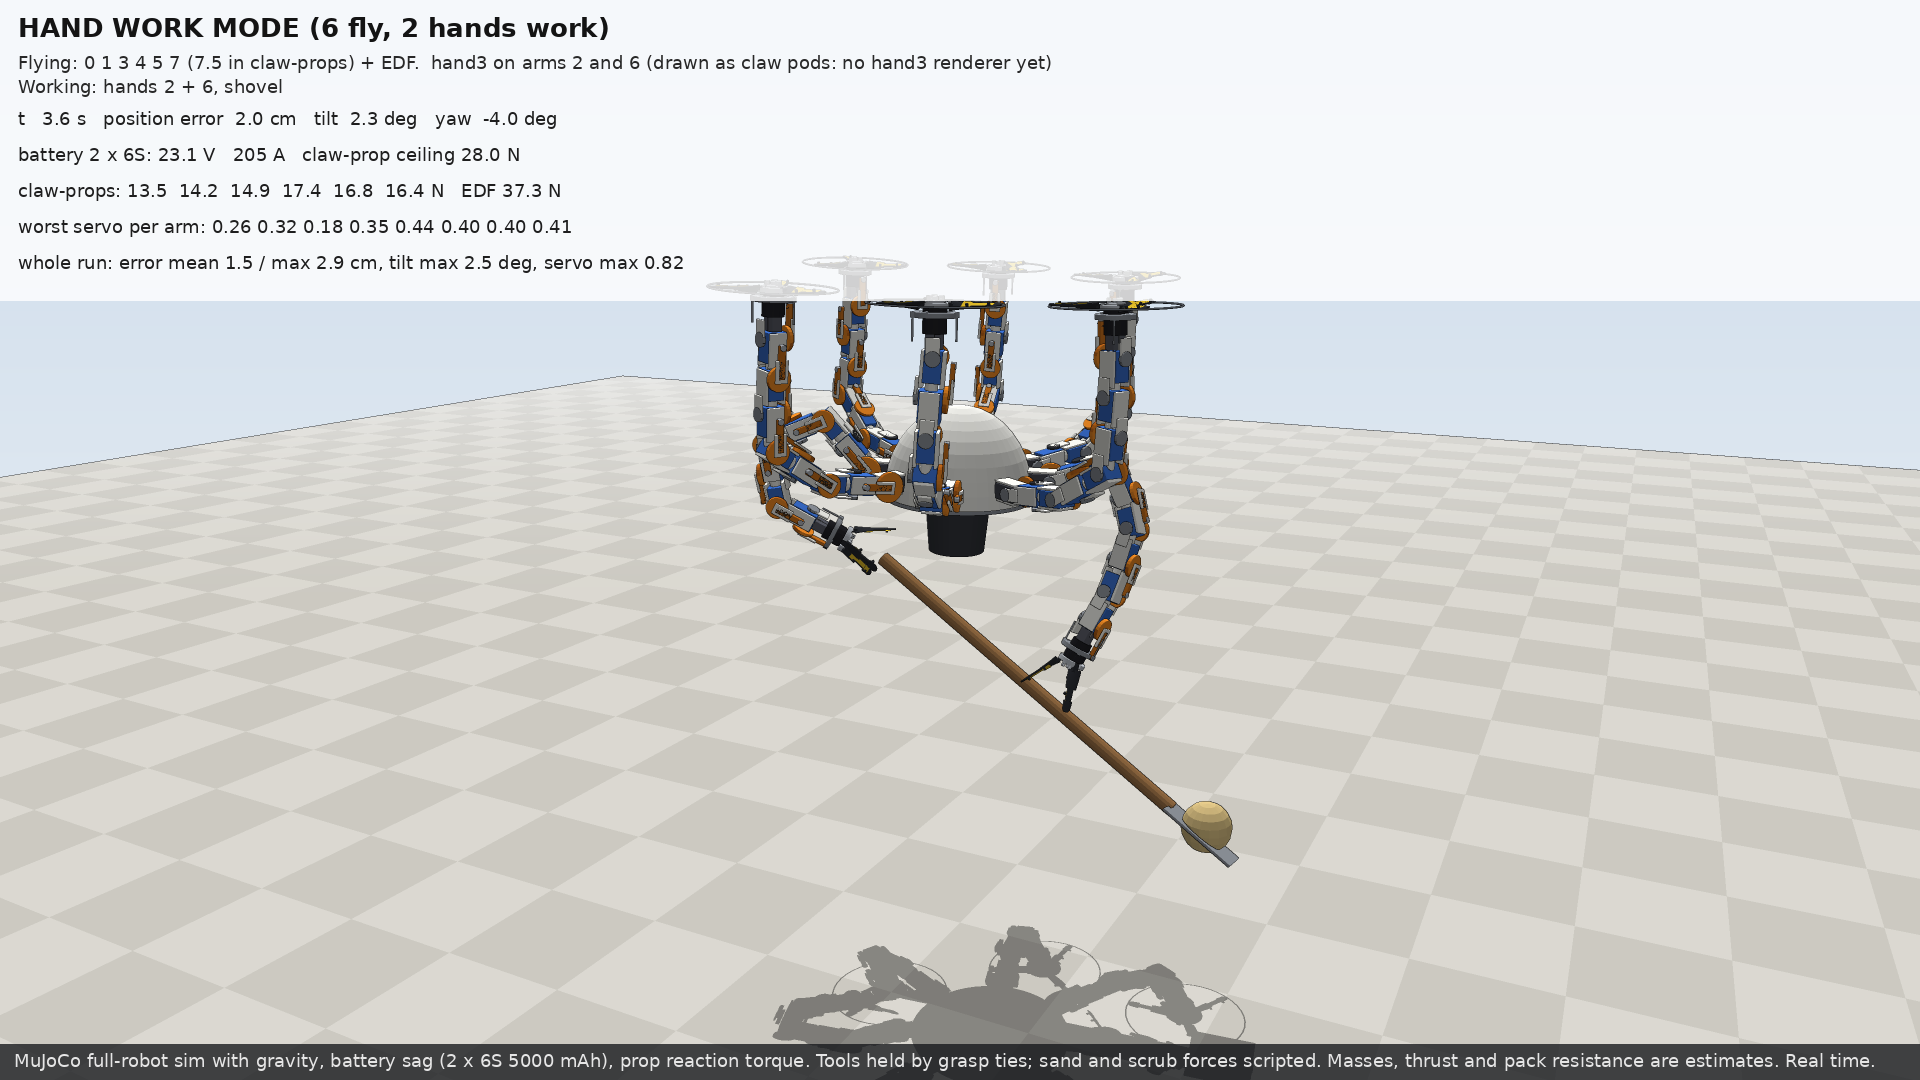 HAND WORK MODE (6 fly, 2 hands work)
Flying: 0 1 3 4 5 7 (7.5 in claw-props) + EDF.  hand3 on arms 2 and 6 (drawn as claw pods: no hand3 renderer yet)
Working: hands 2 + 6, shovel
t   3.6 s   position error  2.0 cm   tilt  2.3 deg   yaw  -4.0 deg
battery 2 x 6S: 23.1 V   205 A   claw-prop ceiling 28.0 N
claw-props: 13.5  14.2  14.9  17.4  16.8  16.4 N   EDF 37.3 N
worst servo per arm: 0.26 0.32 0.18 0.35 0.44 0.40 0.40 0.41
whole run: error mean 1.5 / max 2.9 cm, tilt max 2.5 deg, servo max 0.82
MuJoCo full-robot sim with gravity, battery sag (2 x 6S 5000 mAh), prop reaction torque. Tools held by grasp ties; sand and scrub forces scripted. Masses, thrust and pack resistance are estimates. Real time.